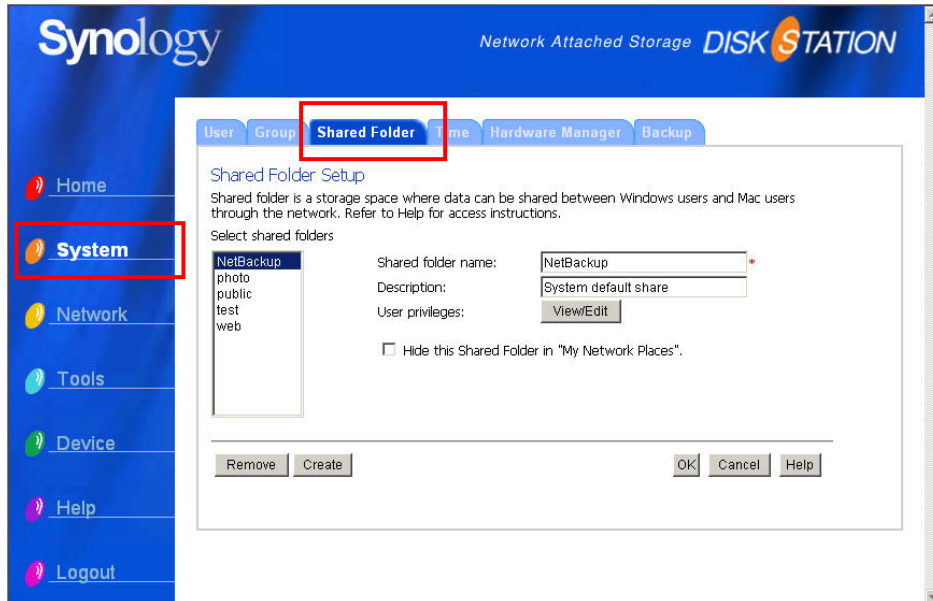 Synology
Network Attached Storage DISK STATION
User Group Shared Folder Time Hardware Manager Backup
Home
System
Network
Tools
Device
Help
Logout
Shared Folder Setup
Shared folder is a storage space where data can be shared between Windows users and Mac users
through the network. Refer to Help for access instructions.
Select shared folders
NetBackup
photo
public
test
web
Shared folder name: NetBackup *
Description: System default share
User privileges: View/Edit
Hide this Shared Folder in "My Network Places".
Remove Create OK Cancel Help